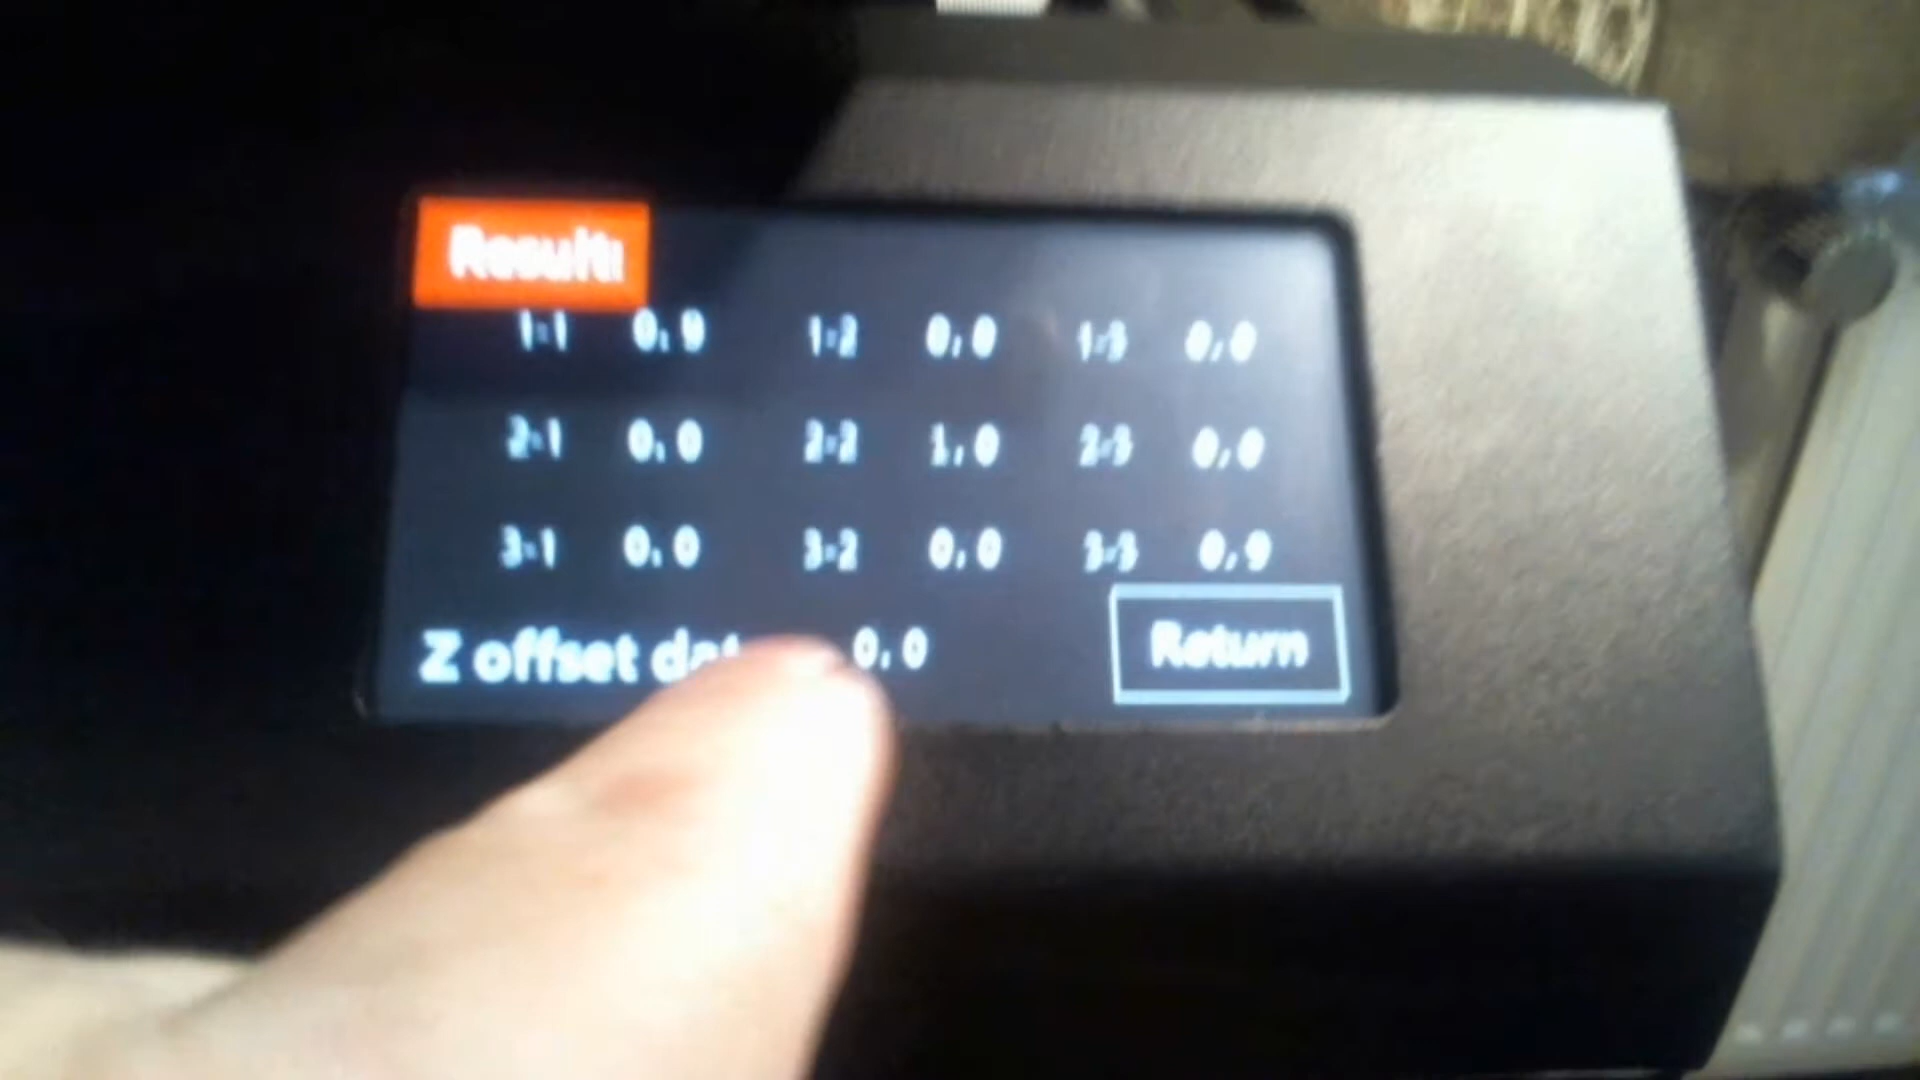 Result:
1-1 0.0 1-2 0.0 1-3 0.0
2-1 0.0 2-2 1.0 2-3 0.0
3-1 0.0 3-2 0.0 3-3 0.9
Z offset dat 0.0
Return